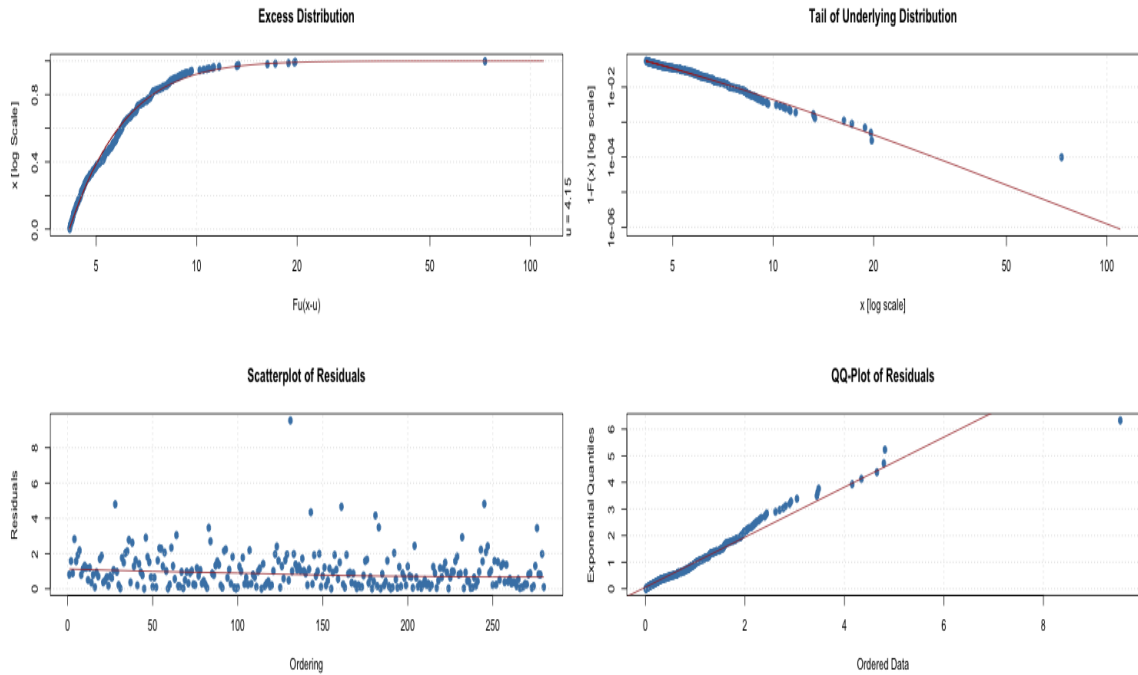 Excess Distribution
x [log Scale]
0.0
0.4
0.8
5
10
20
50
100
Fu(x-u)
u = 4.15
Tail of Underlying Distribution
1-F(x) [log scale]
1e-06
1e-04
1e-02
5
10
20
50
100
x [log scale]
Scatterplot of Residuals
Residuals
0
2
4
6
8
0
50
100
150
200
250
Ordering
QQ-Plot of Residuals
Exponential Quantiles
0
1
2
3
4
5
6
0
2
4
6
8
Ordered Data